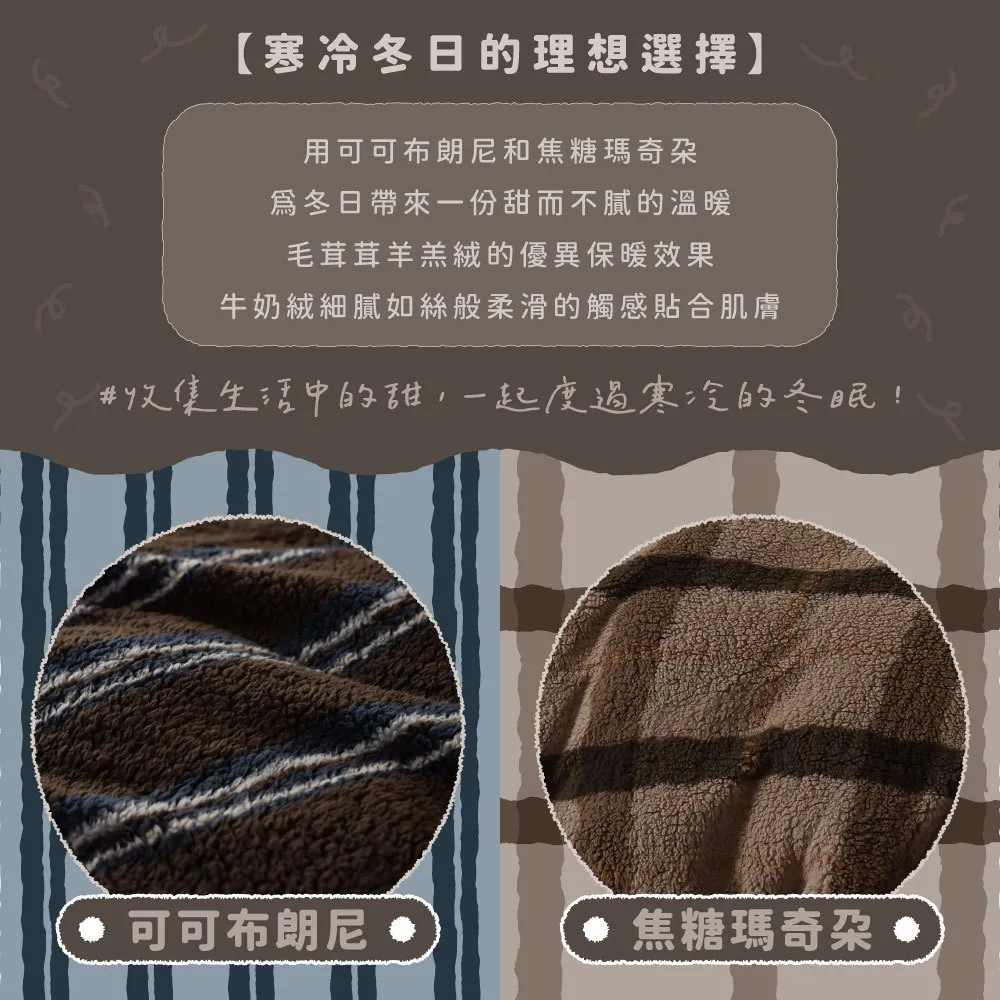 【寒冷冬日的理想選擇】
用可可布朗尼和焦糖瑪奇朵
爲冬日帶來一份甜而不膩的溫暖
毛茸茸羊羔絨的優異保暖效果
牛奶絨細膩如絲般柔滑的觸感貼合肌膚
#收集生活中的甜，一起度過寒冷的冬眠！
可可布朗尼
焦糖瑪奇朵